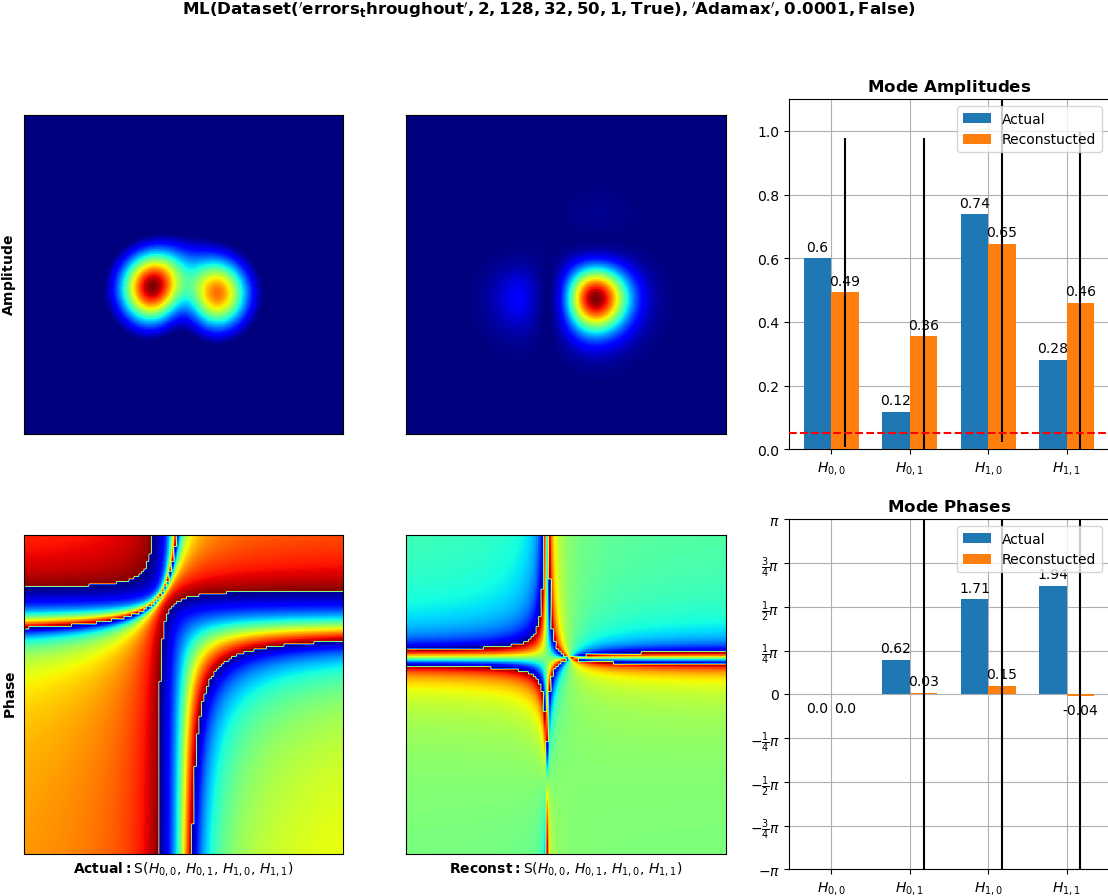 ML(Dataset('errors_throughout', 2, 128, 32, 50, 1, True), 'Adamax', 0.0001, False)
Amplitude
Mode Amplitudes
Actual
Reconstucted
1.0
0.8
0.6
0.4
0.2
0.0
0.6
0.49
0.12
0.36
0.74
0.65
0.28
0.46
H0,0
H0,1
H1,0
H1,1
Phase
Mode Phases
Actual
Reconstucted
π
3/4π
1/2π
1/4π
0
−1/4π
−1/2π
−3/4π
−π
0.0
0.0
0.62
0.03
1.71
0.15
1.94
-0.04
H0,0
H0,1
H1,0
H1,1
Actual: S(H0,0, H0,1, H1,0, H1,1)
Reconst: S(H0,0, H0,1, H1,0, H1,1)